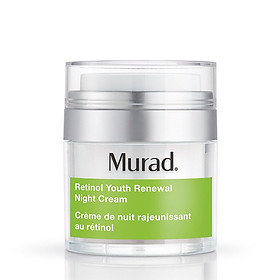 Murad.
Retinol Youth Renewal
Night Cream
Crème de nuit rajeunissant
au rétinol